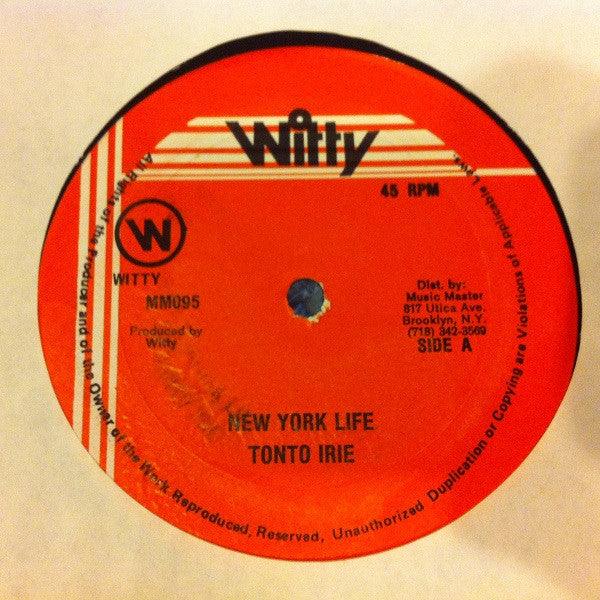 Witty
45 RPM
W
WITTY
MM095
Produced by
Witty
Dist. by:
Music Master
817 Utica Ave.
Brooklyn, N.Y.
(718) 342-3569
SIDE A
NEW YORK LIFE
TONTO IRIE
All Rights of the Producer and of the Owner of the Work Reproduced, Reserved, Unauthorized Duplication or Copying are Violations of Applicable Laws.